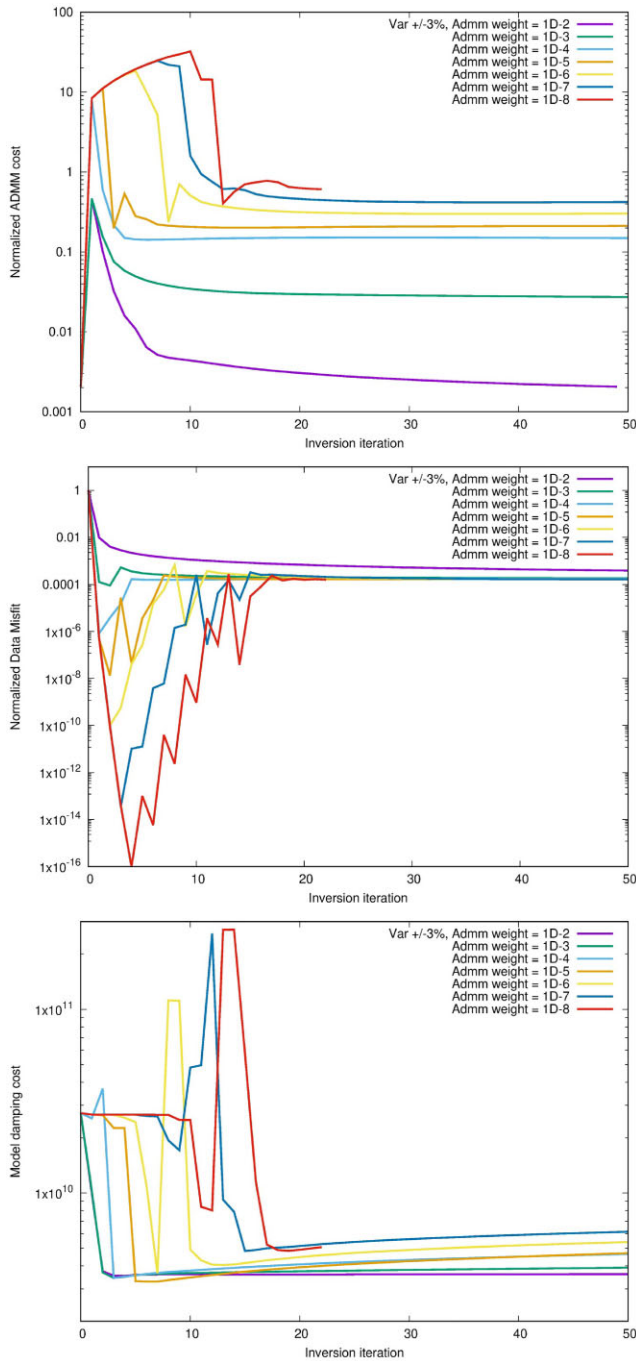 Normalized ADMM cost
100
10
1
0.1
0.01
0.001
0 10 20 30 40 50
Inversion iteration
Var +/-3%, Admm weight = 1D-2
Admm weight = 1D-3
Admm weight = 1D-4
Admm weight = 1D-5
Admm weight = 1D-6
Admm weight = 1D-7
Admm weight = 1D-8
Normalized Data Misfit
1
0.01
0.0001
1x10-6
1x10-8
1x10-10
1x10-12
1x10-14
1x10-16
0 10 20 30 40 50
Inversion iteration
Var +/-3%, Admm weight = 1D-2
Admm weight = 1D-3
Admm weight = 1D-4
Admm weight = 1D-5
Admm weight = 1D-6
Admm weight = 1D-7
Admm weight = 1D-8
Model damping cost
1x1011
1x1010
0 10 20 30 40 50
Inversion iteration
Var +/-3%, Admm weight = 1D-2
Admm weight = 1D-3
Admm weight = 1D-4
Admm weight = 1D-5
Admm weight = 1D-6
Admm weight = 1D-7
Admm weight = 1D-8